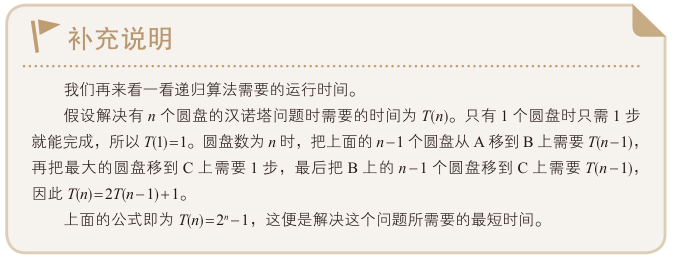 补充说明
我们再来看一看递归算法需要的运行时间。
假设解决有 n 个圆盘的汉诺塔问题时需要的时间为 T(n)。只有 1 个圆盘时只需 1 步
就能完成，所以 T(1)=1。圆盘数为 n 时，把上面的 n−1 个圆盘从 A 移到 B 上需要 T(n−1)，
再把最大的圆盘移到 C 上需要 1 步，最后把 B 上的 n−1 个圆盘移到 C 上需要 T(n−1)，
因此 T(n)=2T(n−1)+1。
上面的公式即为 T(n)=2ⁿ−1，这便是解决这个问题所需要的最短时间。